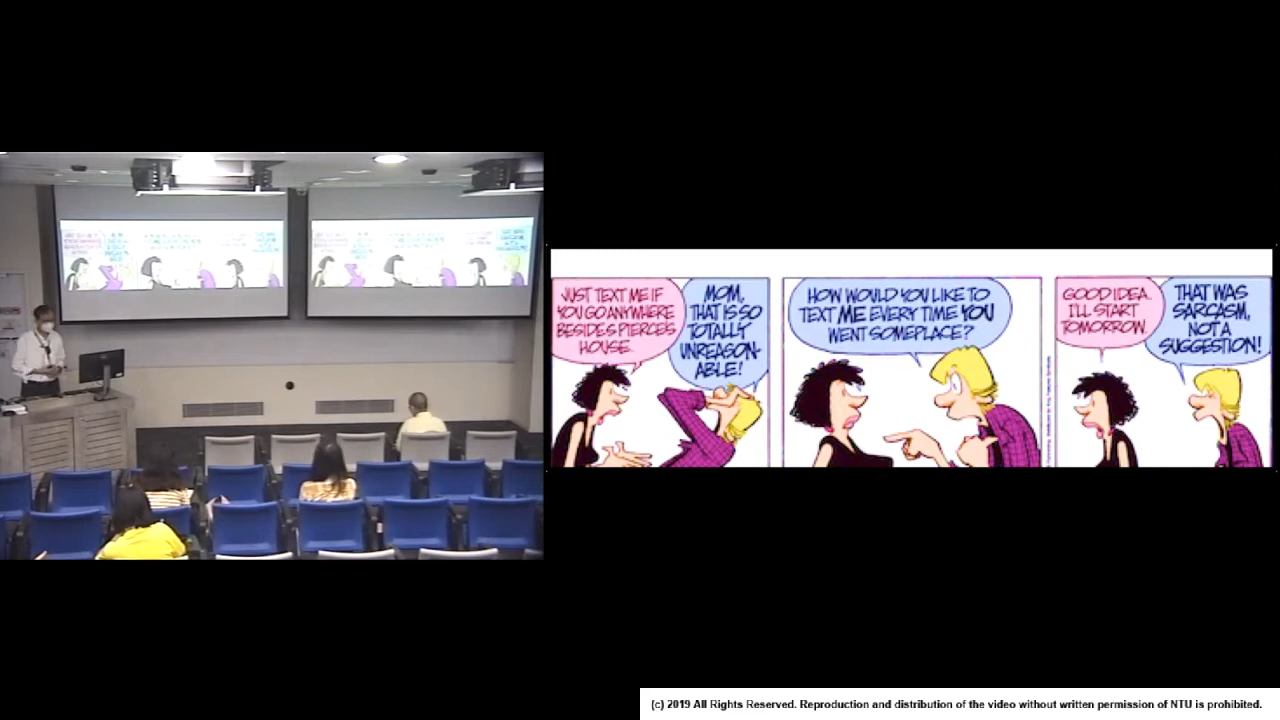 JUST TEXT ME IF
YOU GO ANYWHERE
BESIDES PIERCE'S
HOUSE.
MOM,
THAT IS SO
TOTALLY
UNREASON-
ABLE!
HOW WOULD YOU LIKE TO
TEXT ME EVERY TIME YOU
WENT SOMEPLACE?
GOOD IDEA.
I'LL START
TOMORROW.
THAT WAS
SARCASM,
NOT A
SUGGESTION!
(c) 2019 All Rights Reserved. Reproduction and distribution of the video without written permission of NTU is prohibited.